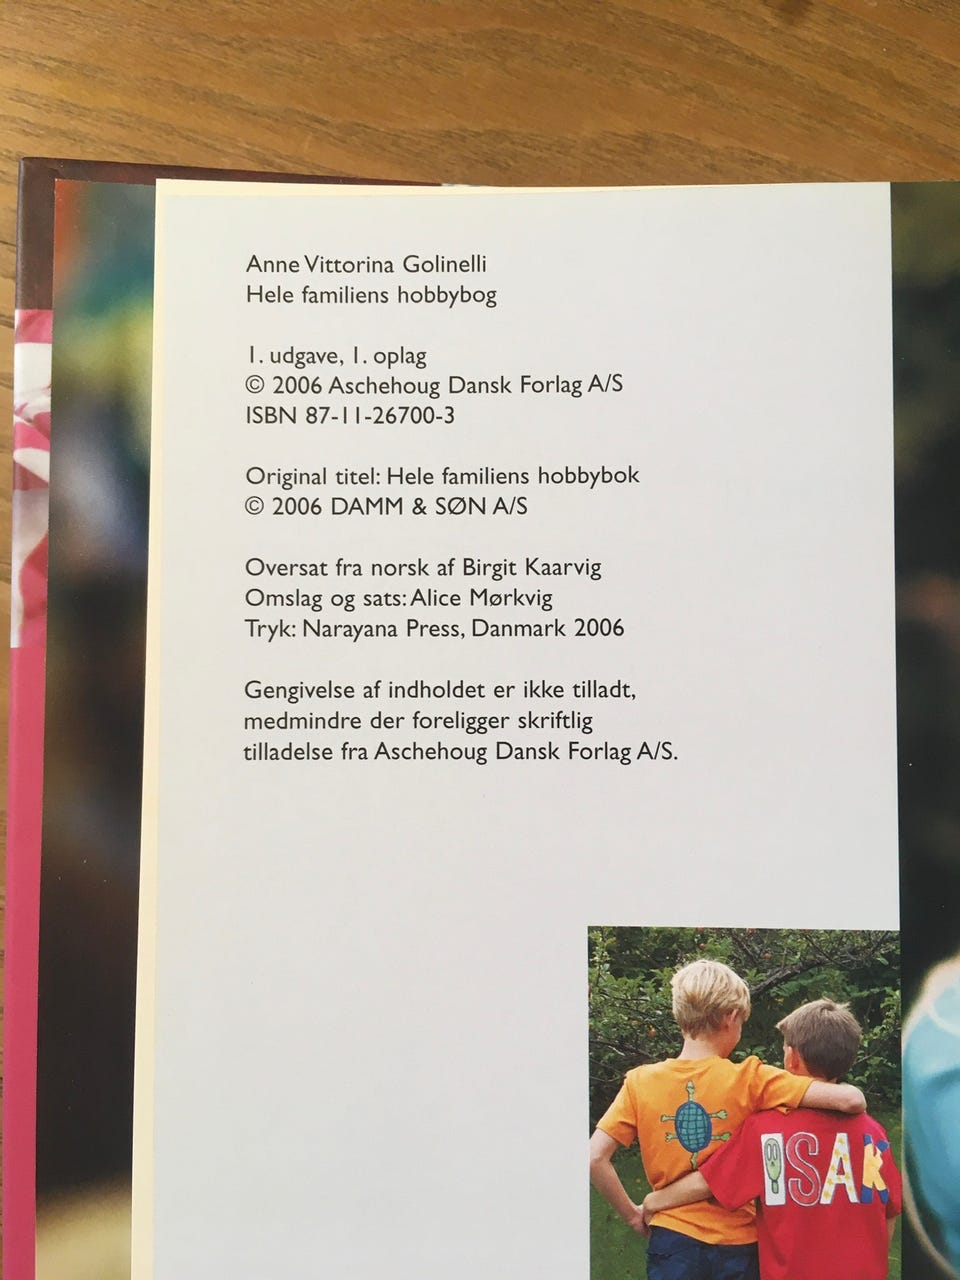 Anne Vittorina Golinelli
Hele familiens hobbybog
1. udgave, 1. oplag
© 2006 Aschehoug Dansk Forlag A/S
ISBN 87-11-26700-3
Original titel: Hele familiens hobbybok
© 2006 DAMM & SØN A/S
Oversat fra norsk af Birgit Kaarvig
Omslag og sats: Alice Mørkvig
Tryk: Narayana Press, Danmark 2006
Gengivelse af indholdet er ikke tilladt,
medmindre der foreligger skriftlig
tilladelse fra Aschehoug Dansk Forlag A/S.
ISAK